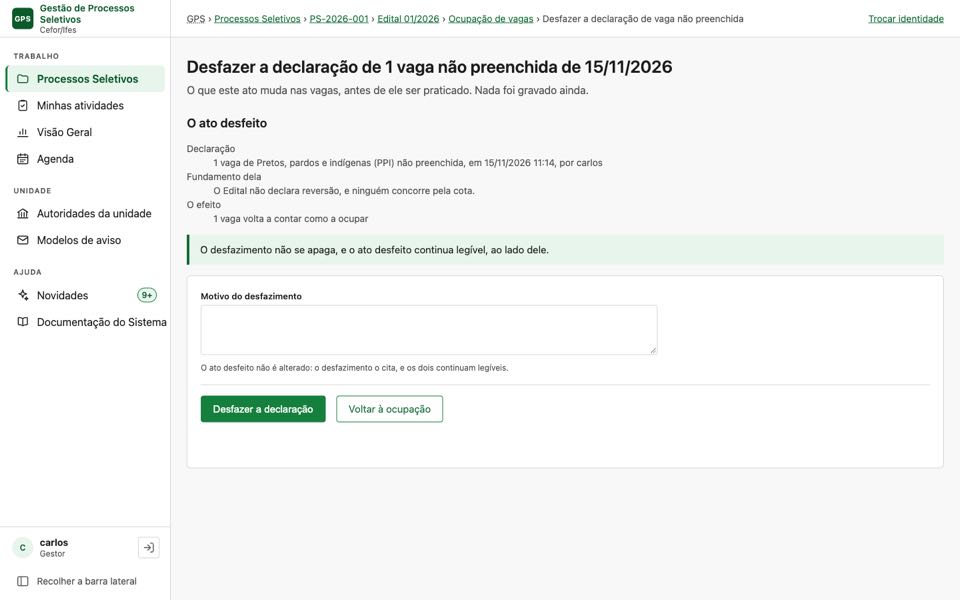 GPS
Gestão de Processos
Seletivos
Cefor/Ifes
GPS › Processos Seletivos › PS-2026-001 › Edital 01/2026 › Ocupação de vagas › Desfazer a declaração de vaga não preenchida
Trocar identidade
TRABALHO
Processos Seletivos
Minhas atividades
Visão Geral
Agenda
UNIDADE
Autoridades da unidade
Modelos de aviso
AJUDA
Novidades 9+
Documentação do Sistema
Desfazer a declaração de 1 vaga não preenchida de 15/11/2026
O que este ato muda nas vagas, antes de ele ser praticado. Nada foi gravado ainda.
O ato desfeito
Declaração
1 vaga de Pretos, pardos e indígenas (PPI) não preenchida, em 15/11/2026 11:14, por carlos
Fundamento dela
O Edital não declara reversão, e ninguém concorre pela cota.
O efeito
1 vaga volta a contar como a ocupar
O desfazimento não se apaga, e o ato desfeito continua legível, ao lado dele.
Motivo do desfazimento
O ato desfeito não é alterado: o desfazimento o cita, e os dois continuam legíveis.
Desfazer a declaração
Voltar à ocupação
C
carlos
Gestor
Recolher a barra lateral